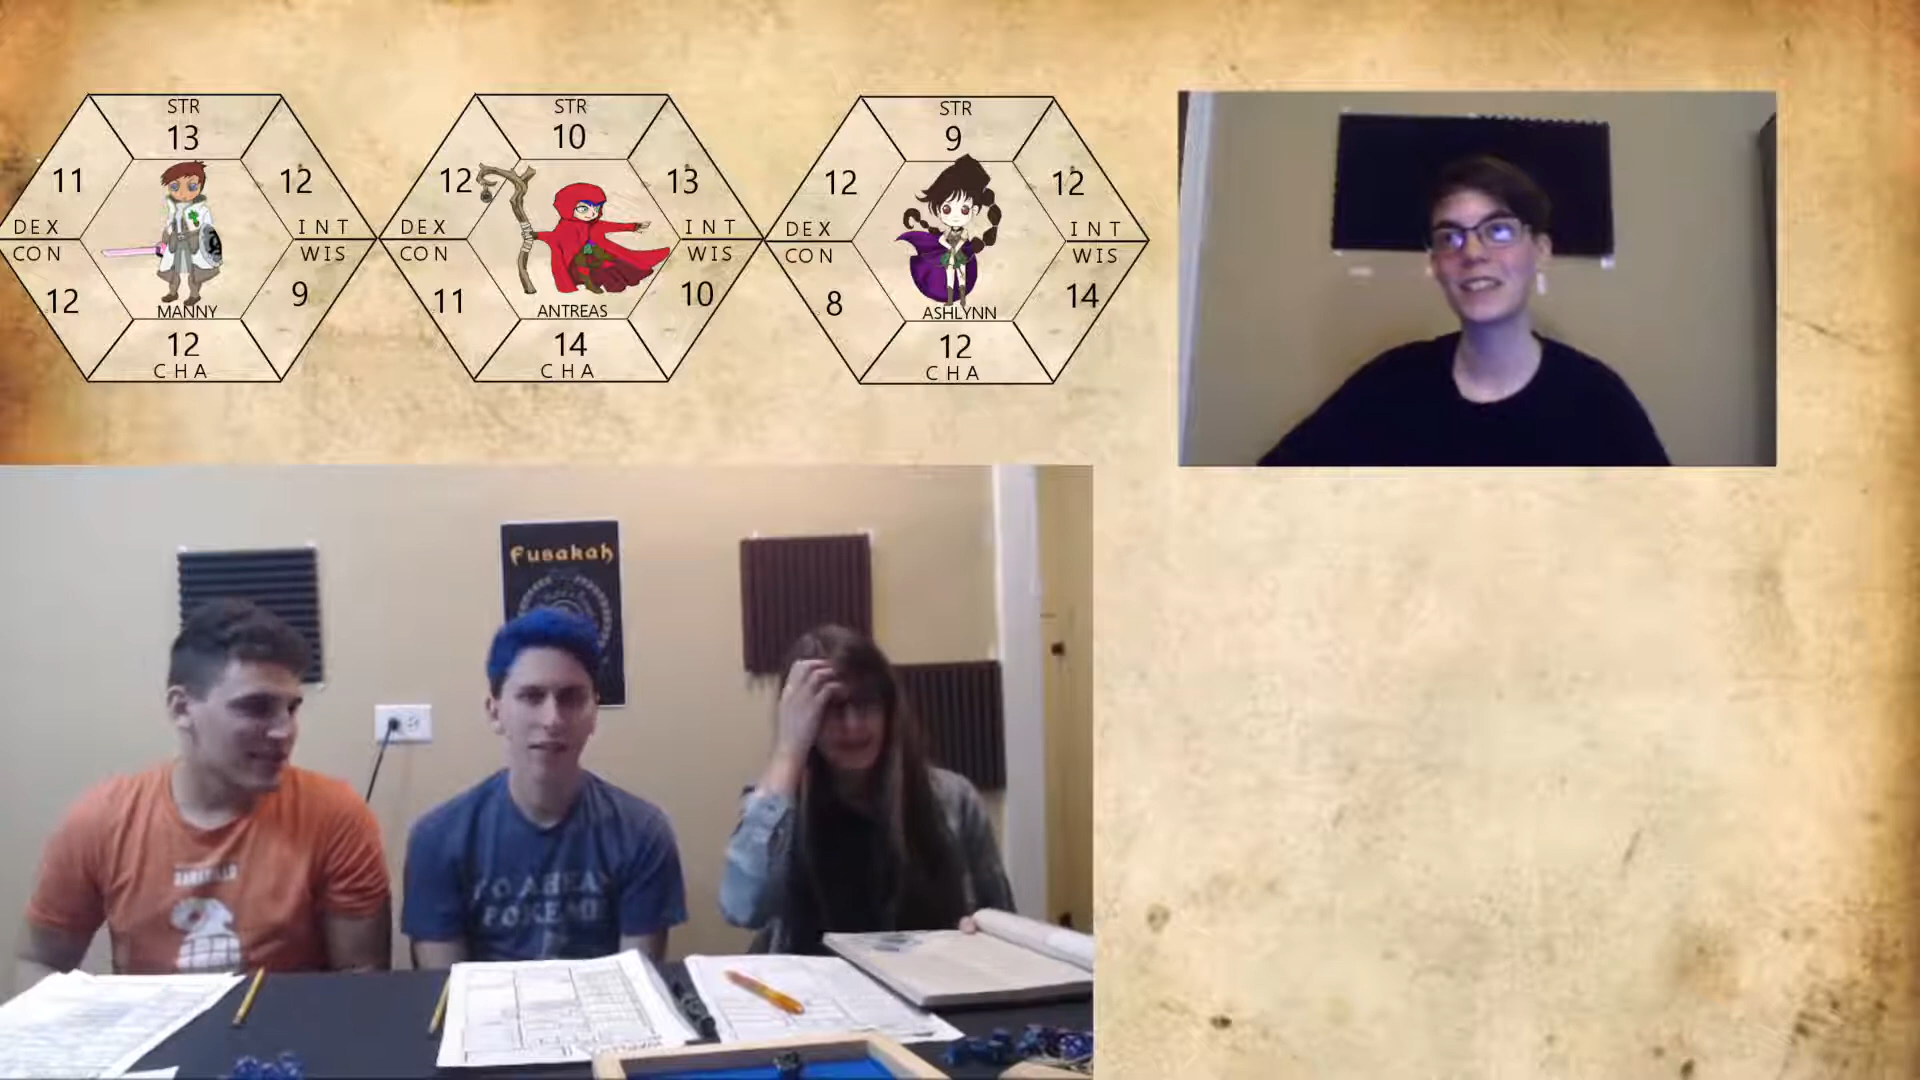 STR
13
11
12
DEX
INT
CON
WIS
12
9
MANNY
12
CHA
STR
10
12
13
DEX
INT
CON
WIS
11
10
ANTREAS
14
CHA
STR
9
12
12
DEX
INT
CON
WIS
8
14
ASHLYNN
12
CHA
Fusakah